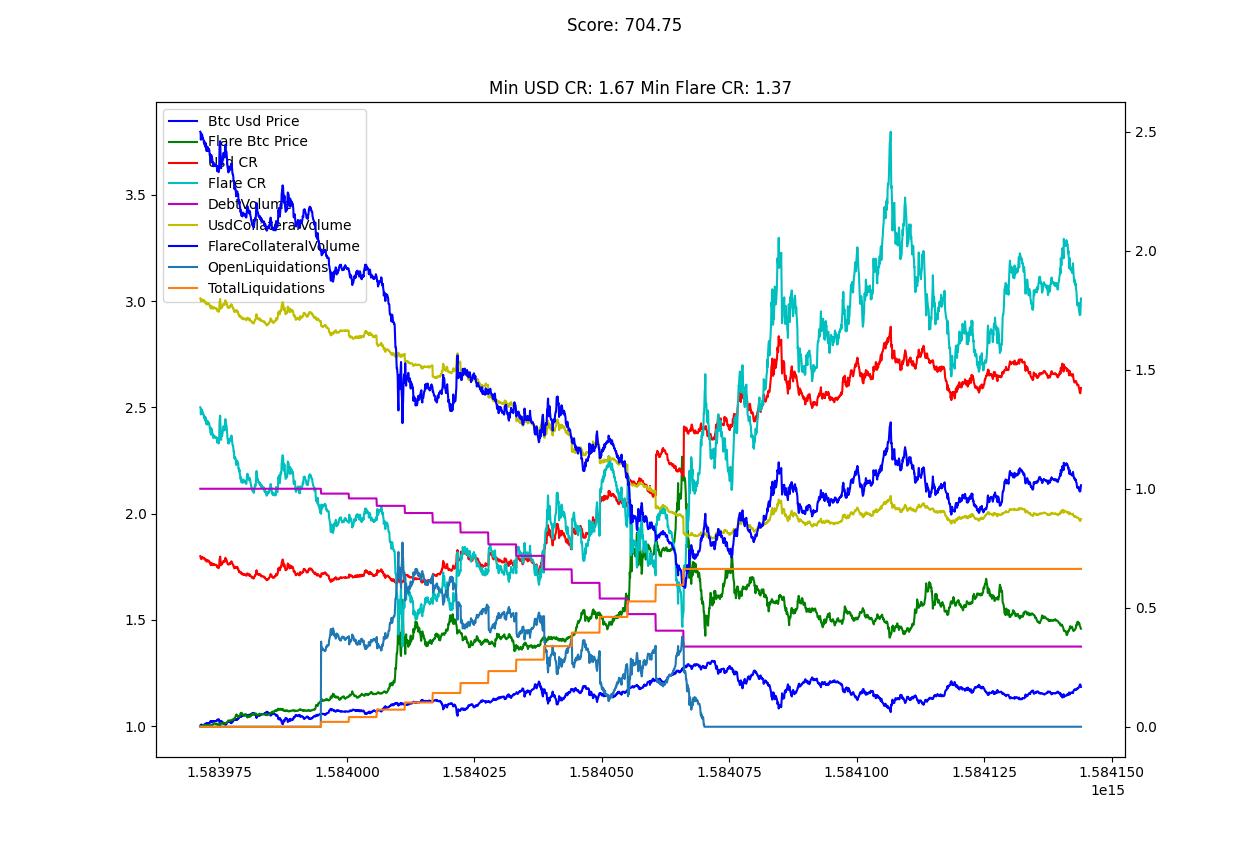 Score: 704.75
Min USD CR: 1.67 Min Flare CR: 1.37
Btc Usd Price
Flare Btc Price
Usd CR
Flare CR
DebtVolume
UsdCollateralVolume
FlareCollateralVolume
OpenLiquidations
TotalLiquidations
3.5
3.0
2.5
2.0
1.5
1.0
2.5
2.0
1.5
1.0
0.5
0.0
1.583975 1.584000 1.584025 1.584050 1.584075 1.584100 1.584125 1.584150
1e15